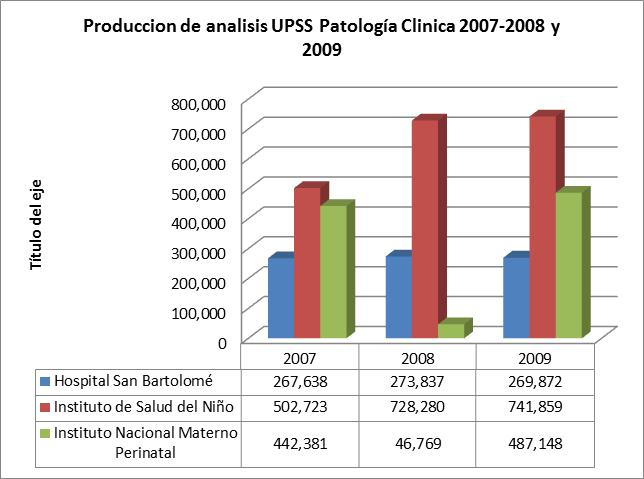 Produccion de analisis UPSS Patología Clinica 2007-2008 y
2009
Título del eje
800,000
700,000
600,000
500,000
400,000
300,000
200,000
100,000
0
2007 2008 2009
Hospital San Bartolomé 267,638 273,837 269,872
Instituto de Salud del Niño 502,723 728,280 741,859
Instituto Nacional Materno
Perinatal 442,381 46,769 487,148